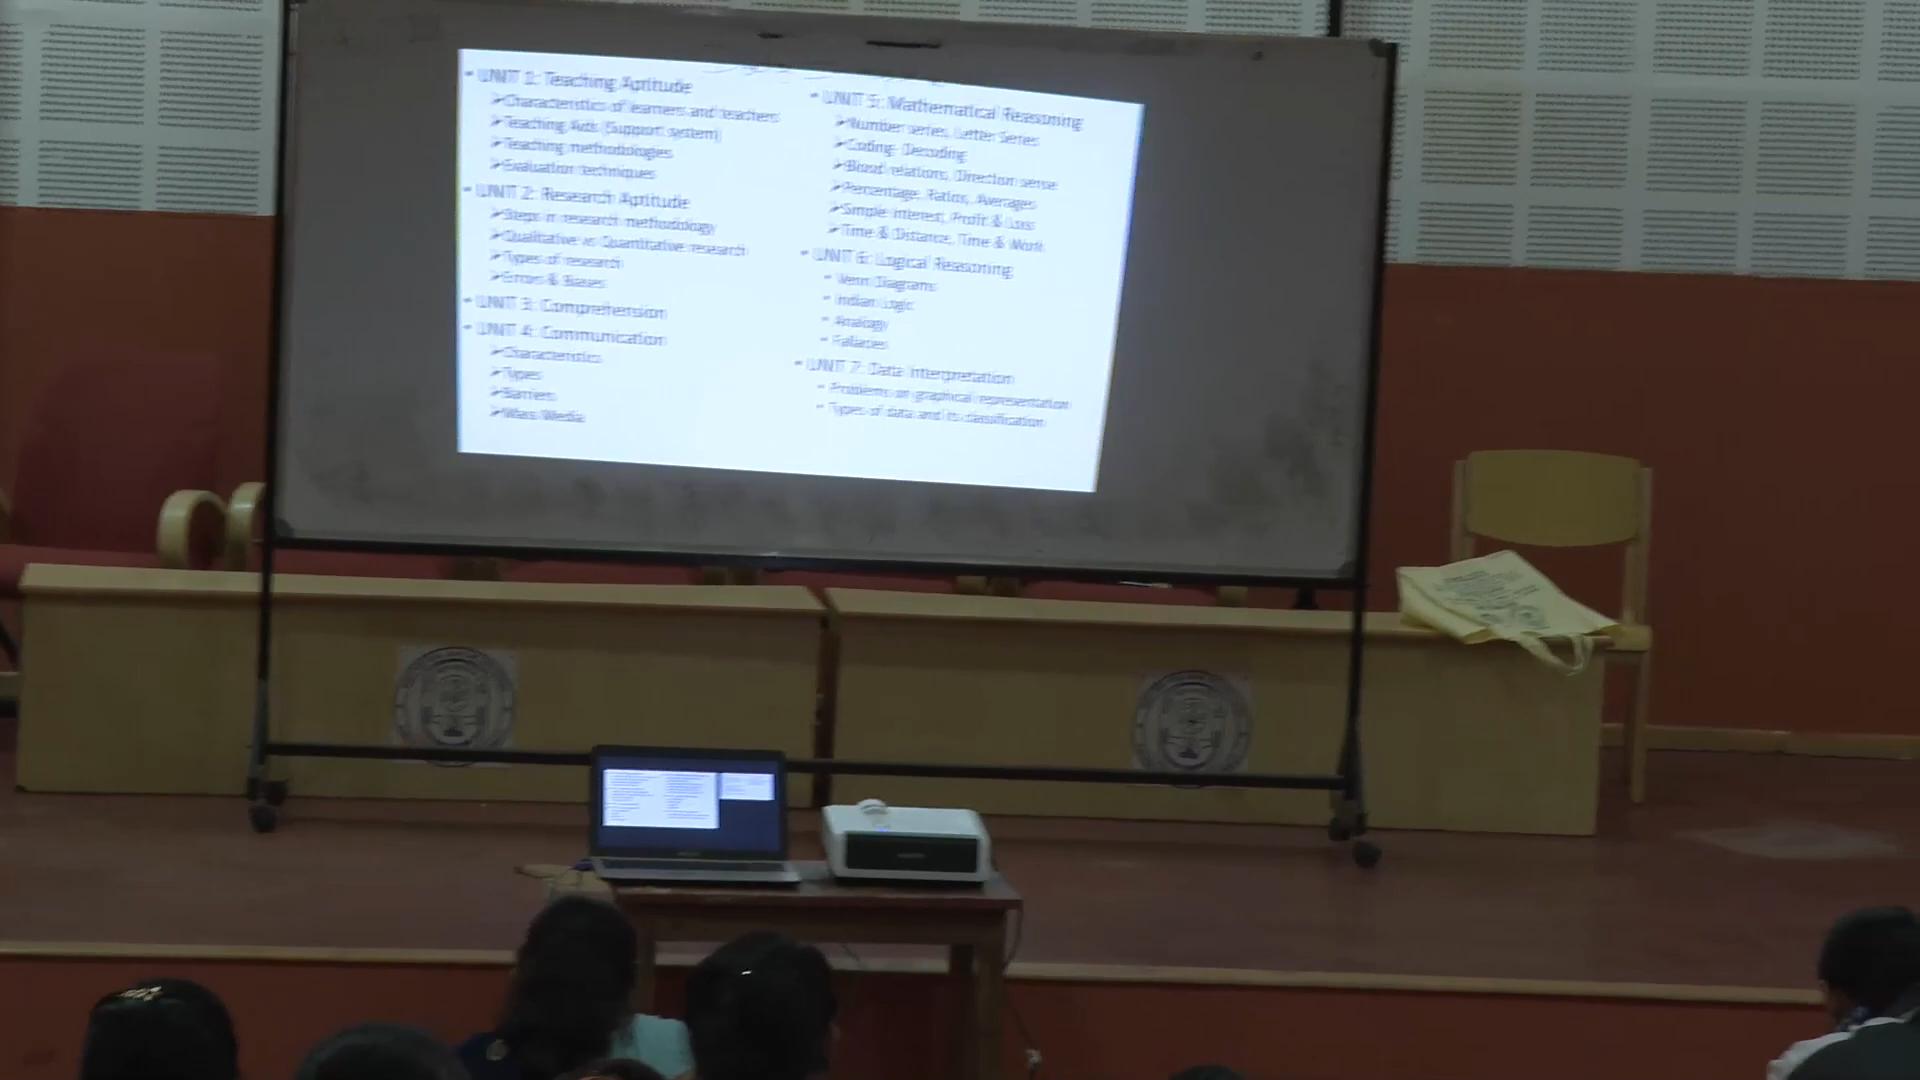 • UNIT 1: Teaching Aptitude
➢Characteristics of learners and teachers
➢Teaching Aids (Support system)
➢Teaching methodologies
➢Evaluation techniques
• UNIT 2: Research Aptitude
➢Steps in research methodology
➢Qualitative vs Quantitative research
➢Types of research
➢Errors & Biases
• UNIT 3: Comprehension
• UNIT 4: Communication
➢Characteristics
➢Types
➢Barriers
➢Mass Media
• UNIT 5: Mathematical Reasoning
➢Number series, Letter Series
➢Coding- Decoding
➢Blood relations, Direction sense
➢Percentage, Ratios, Averages
➢Simple interest, Profit & Loss
➢Time & Distance, Time & Work
• UNIT 6: Logical Reasoning
• Venn Diagrams
• Indian Logic
• Analogy
• Fallacies
• UNIT 7: Data Interpretation
• Problems on graphical representation
• Types of data and its classification